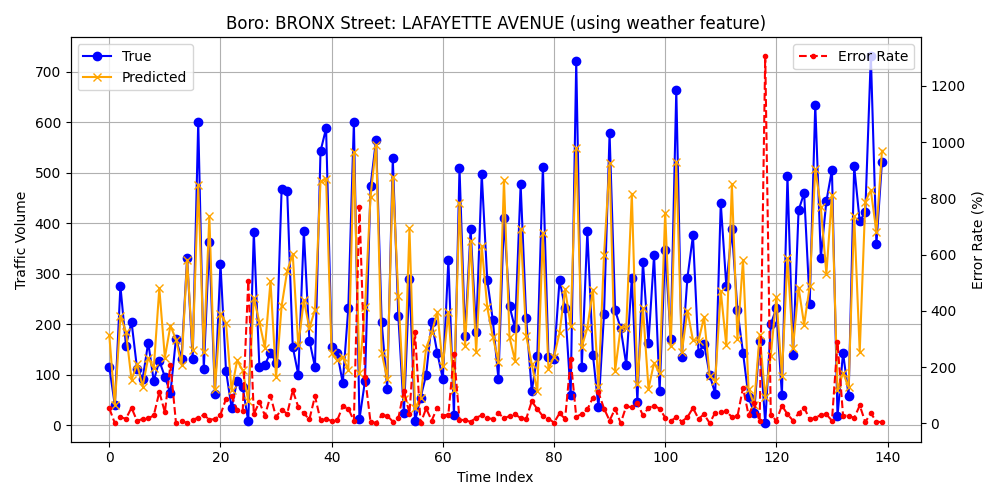 Boro: BRONX Street: LAFAYETTE AVENUE (using weather feature)
True
Predicted
Error Rate
Traffic Volume
700
600
500
400
300
200
100
0
1200
1000
800
600
400
200
0
Error Rate (%)
0 20 40 60 80 100 120 140
Time Index